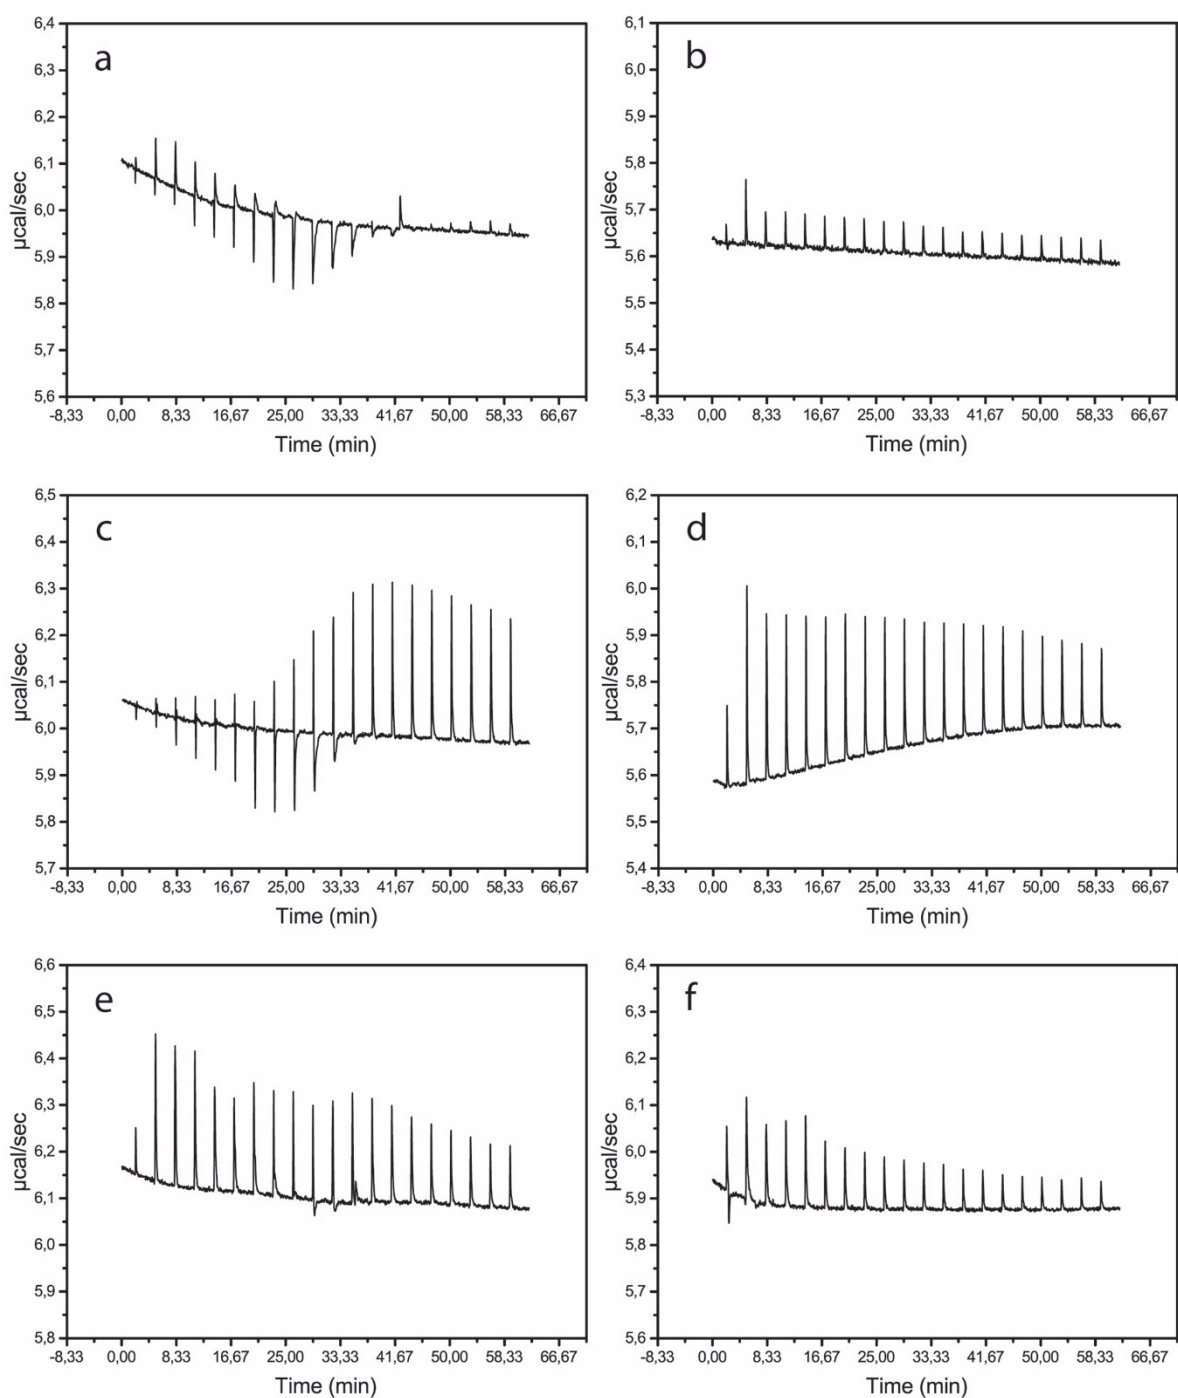 a
6,4
6,3
6,2
6,1
6,0
5,9
5,8
5,7
5,6
µcal/sec
-8,33 0,00 8,33 16,67 25,00 33,33 41,67 50,00 58,33 66,67
Time (min)
b
6,1
6,0
5,9
5,8
5,7
5,6
5,5
5,4
5,3
µcal/sec
-8,33 0,00 8,33 16,67 25,00 33,33 41,67 50,00 58,33 66,67
Time (min)
c
6,5
6,4
6,3
6,2
6,1
6,0
5,9
5,8
5,7
µcal/sec
-8,33 0,00 8,33 16,67 25,00 33,33 41,67 50,00 58,33 66,67
Time (min)
d
6,2
6,1
6,0
5,9
5,8
5,7
5,6
5,5
5,4
µcal/sec
-8,33 0,00 8,33 16,67 25,00 33,33 41,67 50,00 58,33 66,67
Time (min)
e
6,6
6,5
6,4
6,3
6,2
6,1
6,0
5,9
5,8
µcal/sec
-8,33 0,00 8,33 16,67 25,00 33,33 41,67 50,00 58,33 66,67
Time (min)
f
6,4
6,3
6,2
6,1
6,0
5,9
5,8
5,7
5,6
µcal/sec
-8,33 0,00 8,33 16,67 25,00 33,33 41,67 50,00 58,33 66,67
Time (min)